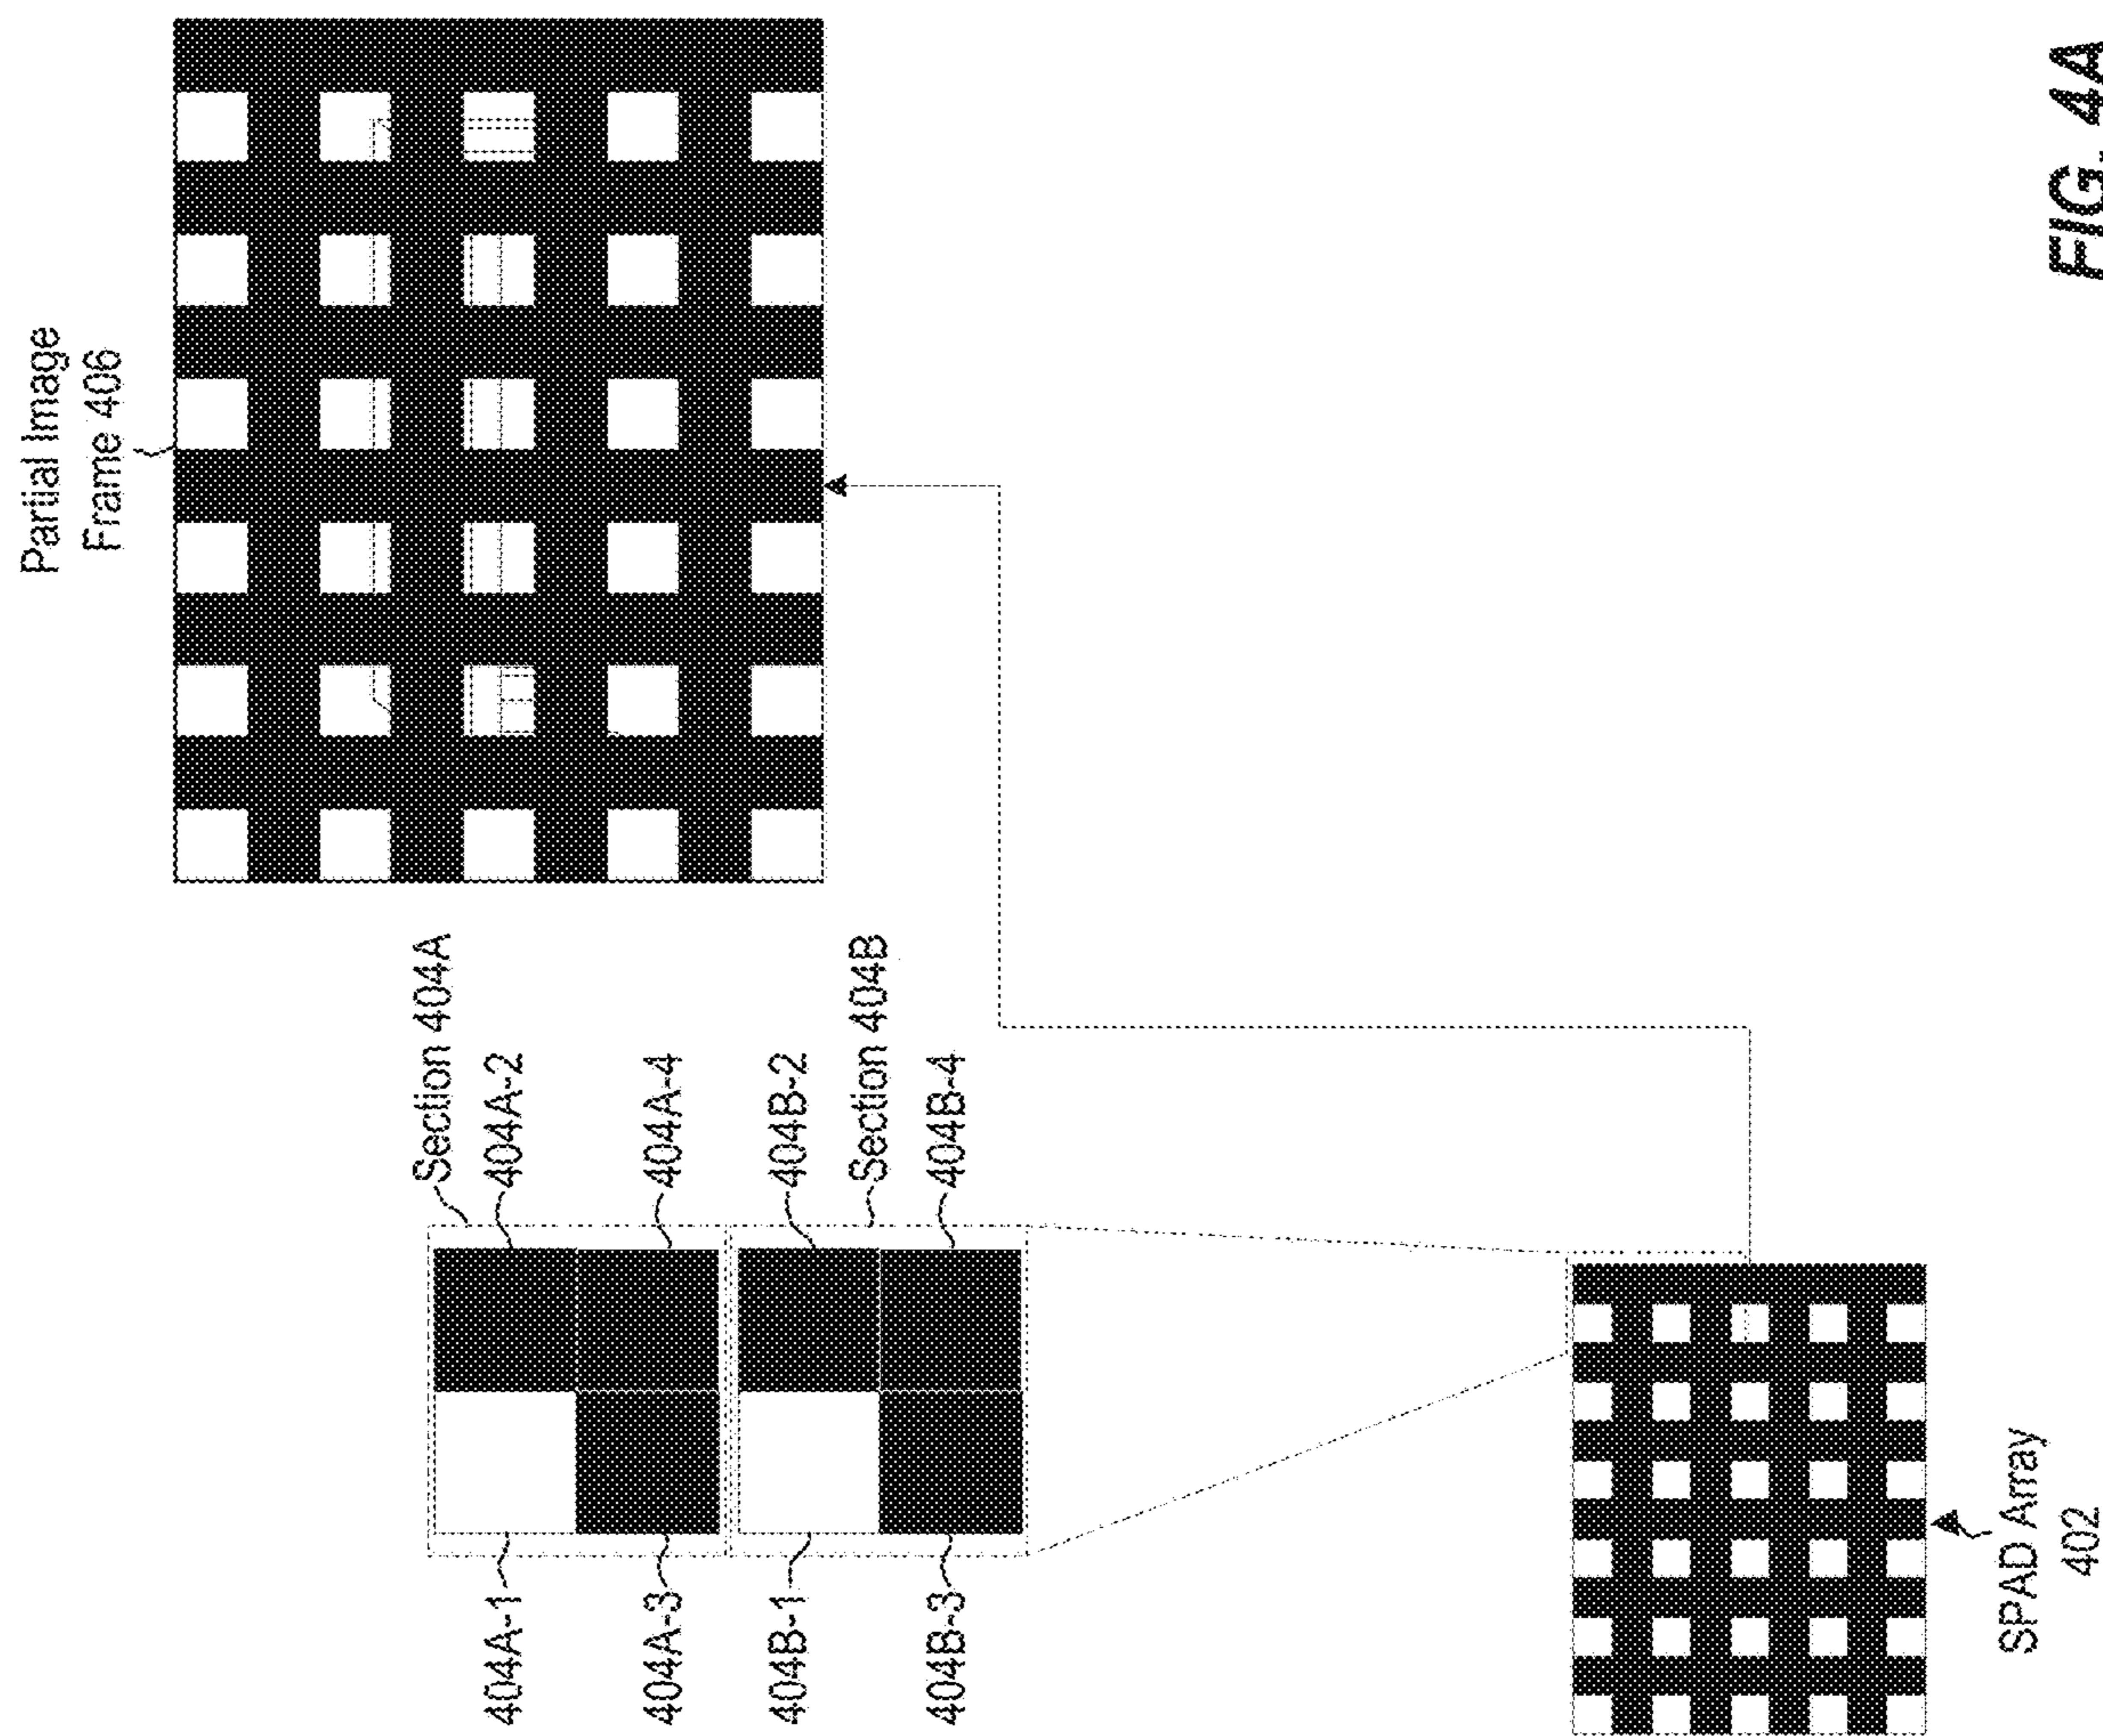 Partial Image
Frame 406
Section 404A
404A-1
404A-2
404A-3
404A-4
404B-1
404B-2
Section 404B
404B-3
404B-4
SPAD Array
402
FIG. 4A